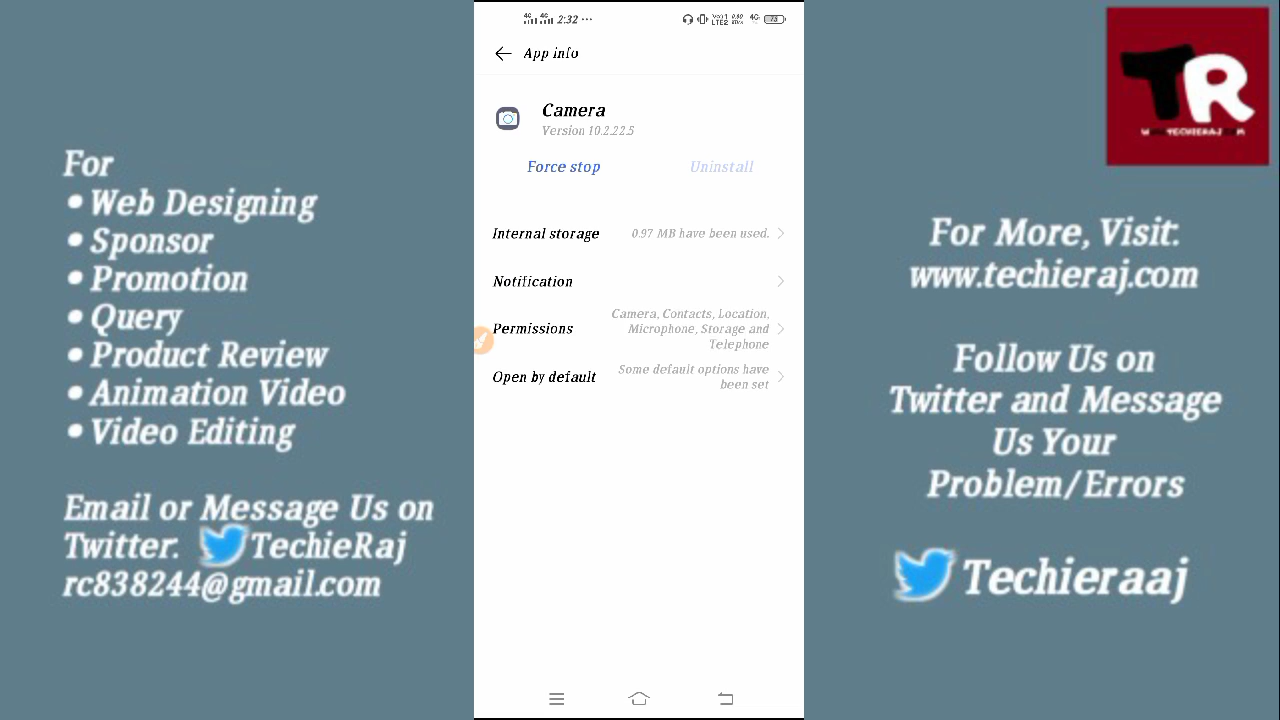 For
• Web Designing
• Sponsor
• Promotion
• Query
• Product Review
• Animation Video
• Video Editing
Email or Message Us on
Twitter. TechieRaj
rc838244@gmail.com
4G 4G 2:32 ···
4G 73
App info
Camera
Version 10.2.22.5
Force stop
Uninstall
Internal storage
0.97 MB have been used.
Notification
Permissions
Camera, Contacts, Location,
Microphone, Storage and
Telephone
Open by default
Some default options have
been set
TR
For More, Visit:
www.techieraj.com
Follow Us on
Twitter and Message
Us Your
Problem/Errors
Techieraaj